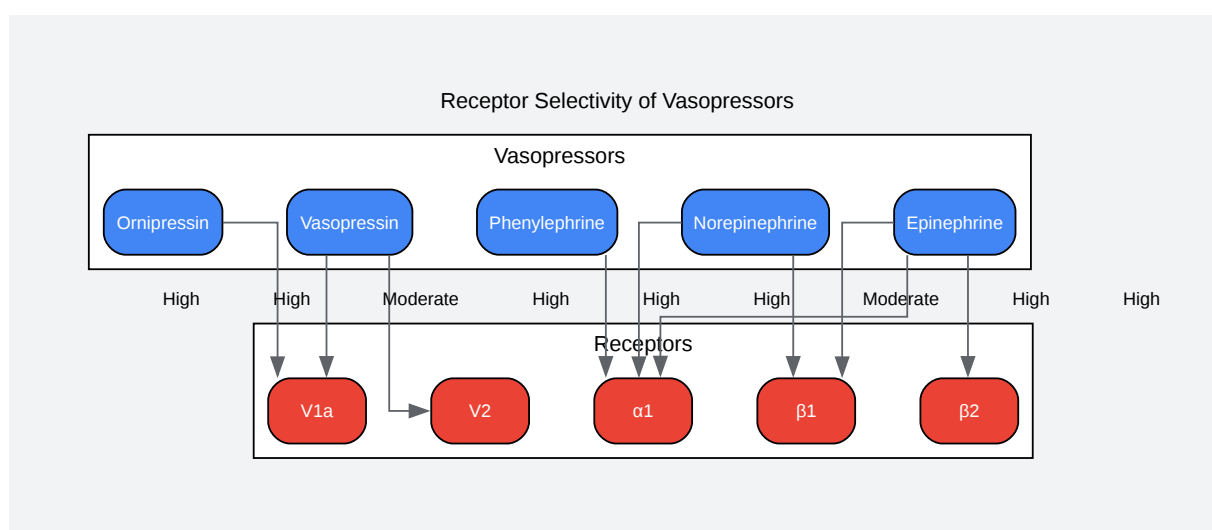 Receptor Selectivity of Vasopressors
Vasopressors
Ornipressin
Vasopressin
Phenylephrine
Norepinephrine
Epinephrine
High
High
Moderate
High
High
High
Moderate
High
High
Receptors
V1a
V2
α1
β1
β2